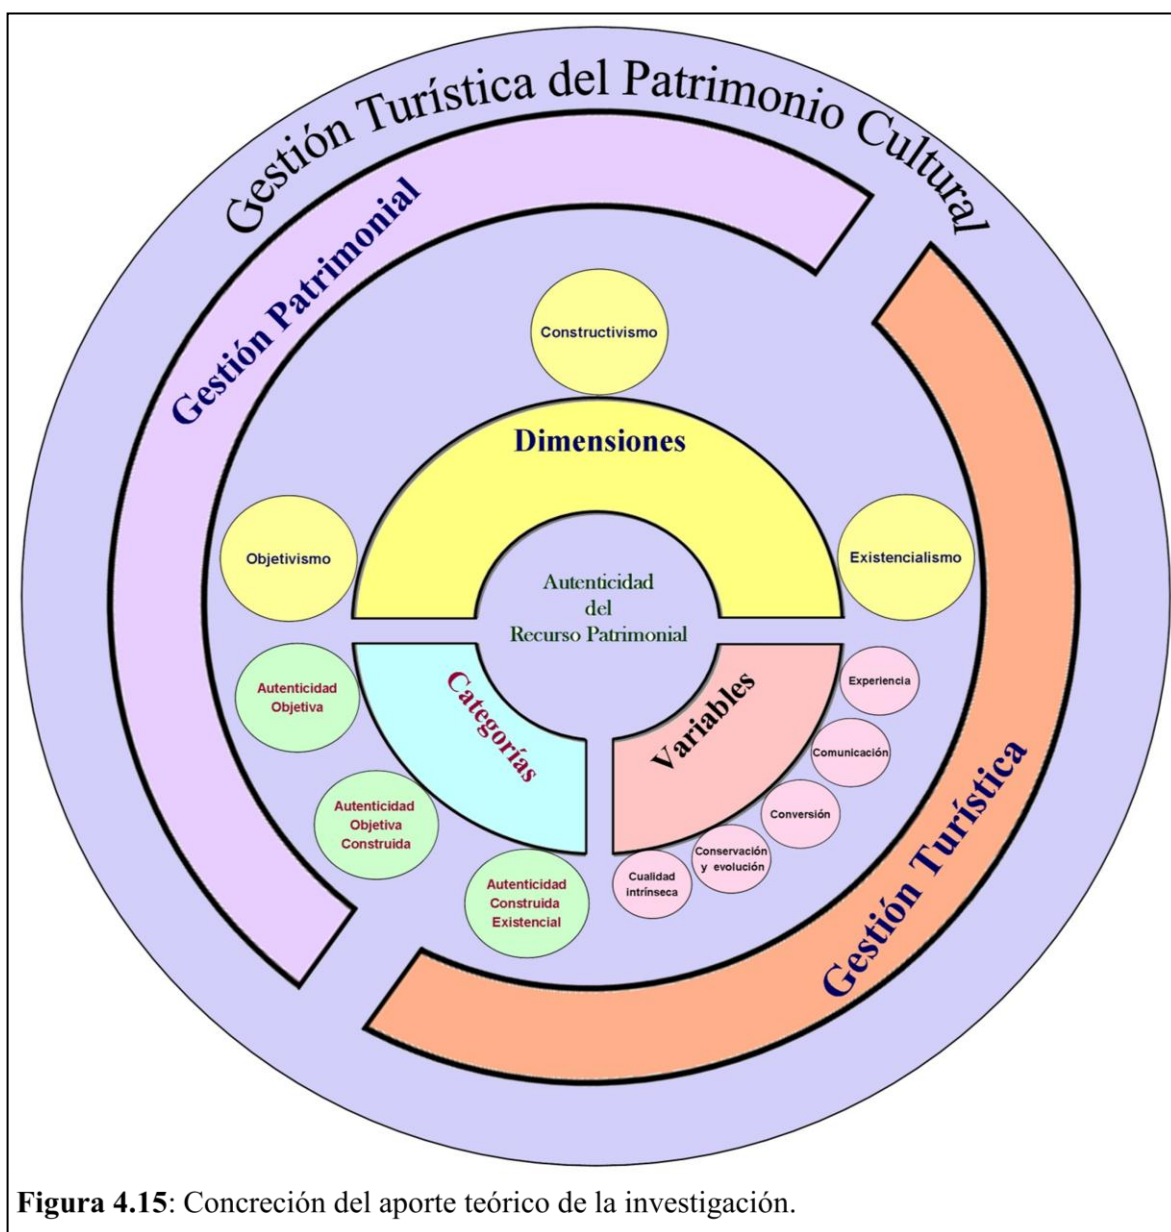 Gestión Turística del Patrimonio Cultural
Gestión Patrimonial
Constructivismo
Dimensiones
Objetivismo
Existencialismo
Autenticidad
del
Recurso Patrimonial
Categorías
Variables
Autenticidad
Objetiva
Autenticidad
Objetiva
Construida
Autenticidad
Construida
Existencial
Experiencia
Comunicación
Conversión
Conservación
y evolución
Cualidad
intrínseca
Gestión Turística
Figura 4.15: Concreción del aporte teórico de la investigación.